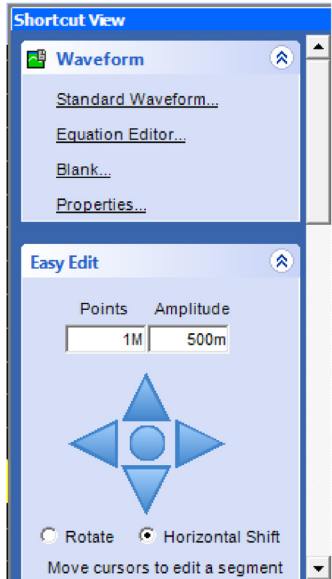 Shortcut View
Waveform
Standard Waveform...
Equation Editor...
Blank...
Properties...
Easy Edit
Points Amplitude
1M 500m
Rotate Horizontal Shift
Move cursors to edit a segment